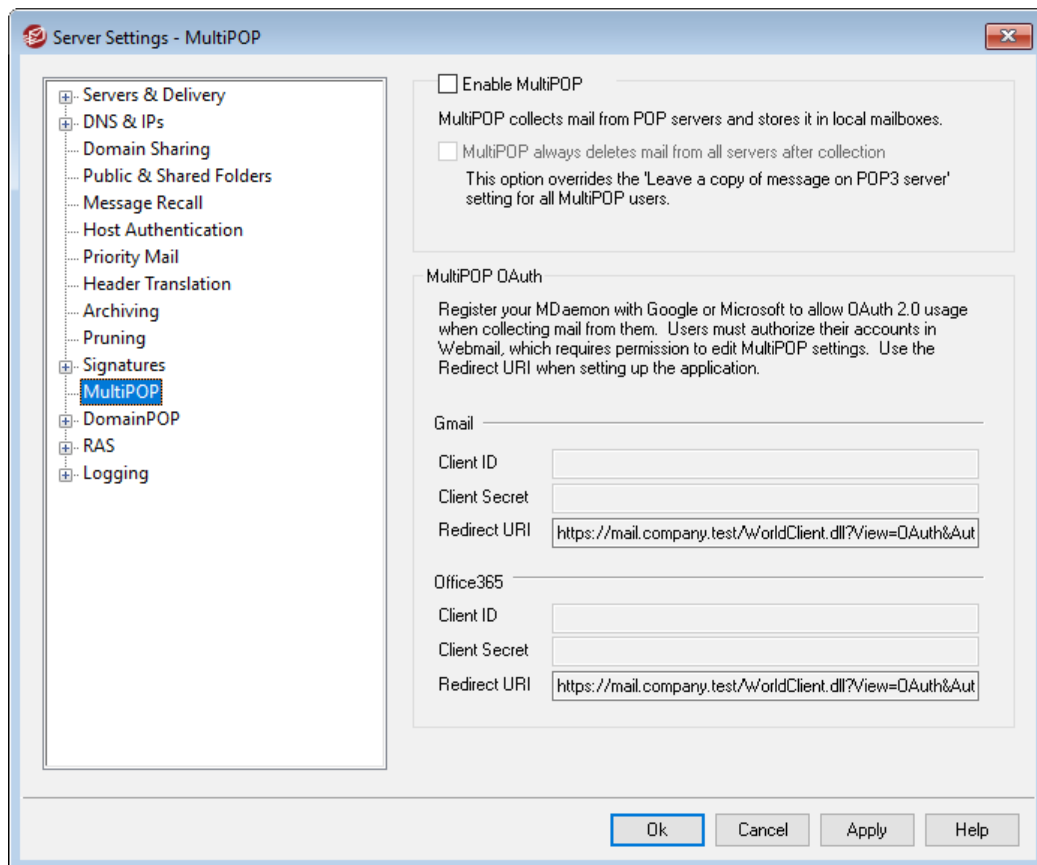 Server Settings - MultiPOP
Servers & Delivery
DNS & IPs
Domain Sharing
Public & Shared Folders
Message Recall
Host Authentication
Priority Mail
Header Translation
Archiving
Pruning
Signatures
MultiPOP
DomainPOP
RAS
Logging
Enable MultiPOP
MultiPOP collects mail from POP servers and stores it in local mailboxes.
MultiPOP always deletes mail from all servers after collection
This option overrides the 'Leave a copy of message on POP3 server'
setting for all MultiPOP users.
MultiPOP OAuth
Register your MDaemon with Google or Microsoft to allow OAuth 2.0 usage
when collecting mail from them.  Users must authorize their accounts in
Webmail, which requires permission to edit MultiPOP settings.  Use the
Redirect URI when setting up the application.
Gmail
Client ID
Client Secret
Redirect URI https://mail.company.test/WorldClient.dll?View=OAuth&Aut
Office365
Client ID
Client Secret
Redirect URI https://mail.company.test/WorldClient.dll?View=OAuth&Aut
Ok Cancel Apply Help